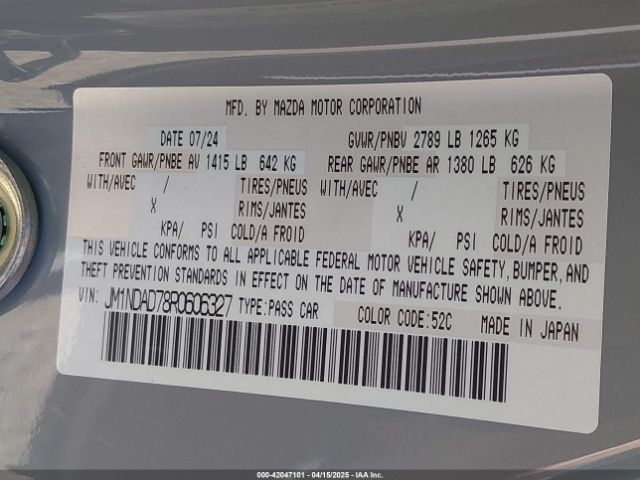 MFD. BY MAZDA MOTOR CORPORATION
DATE 07/24 GVWR/PNBV 2789 LB 1265 KG
FRONT GAWR/PNBE AV 1415 LB 642 KG REAR GAWR/PNBE AR 1380 LB 626 KG
WITH/AVEC / TIRES/PNEUS WITH/AVEC / TIRES/PNEUS
X RIMS/JANTES X RIMS/JANTES
KPA/ PSI COLD/A FROID KPA/ PSI COLD/A FROID
THIS VEHICLE CONFORMS TO ALL APPLICABLE FEDERAL MOTOR VEHICLE SAFETY, BUMPER, AND
THEFT PREVENTION STANDARDS IN EFFECT ON THE DATE OF MANUFACTURE SHOWN ABOVE.
VIN: JM1NDAD78R0606327 TYPE:PASS CAR COLOR CODE:52C MADE IN JAPAN
000-42047101 - 04/15/2025 - IAAI, Inc.